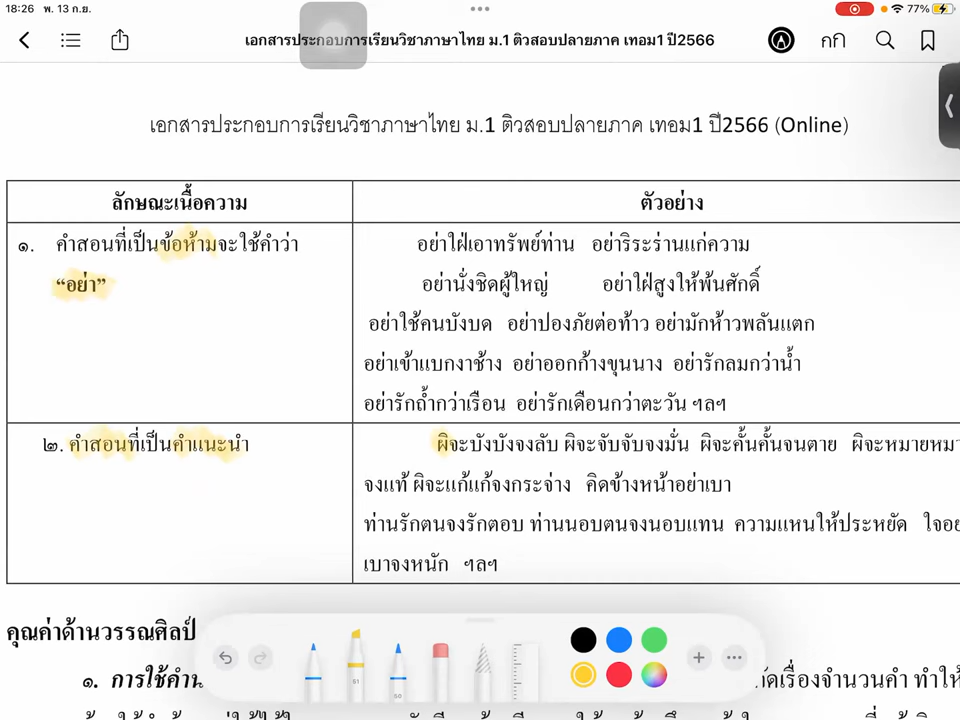 18:26 พ. 13 ก.ย. 77%
เอกสารประกอบการเรียนวิชาภาษาไทย ม.1 ติวสอบปลายภาค เทอม1 ปี2566 กก
เอกสารประกอบการเรียนวิชาภาษาไทย ม.1 ติวสอบปลายภาค เทอม1 ปี2566 (Online)
ลักษณะเนื้อความ ตัวอย่าง
๑. คำสอนที่เป็นข้อห้ามจะใช้คำว่า
“อย่า”
อย่าใฝ่เอาทรัพย์ท่าน อย่าริระร่านแก่ความ
อย่านั่งชิดผู้ใหญ่ อย่าใฝ่สูงให้พ้นศักดิ์
อย่าใช้คนบังบด อย่าปองภัยต่อท้าว อย่ามักห้าวพลันแตก
อย่าเข้าแบกงาช้าง อย่าออกก้างขุนนาง อย่ารักลมกว่าน้ำ
อย่ารักถ้ำกว่าเรือน อย่ารักเดือนกว่าตะวัน ฯลฯ
๒. คำสอนที่เป็นคำแนะนำ
ผิจะบังบังจงลับ ผิจะจับจับจงมั่น ผิจะคั้นคั้นจนตาย ผิจะหมายหมา
จงแท้ ผิจะแก้แก้จงกระจ่าง คิดข้างหน้าอย่าเบา
ท่านรักตนจงรักตอบ ท่านนอบตนจงนอบแทน ความแหนให้ประหยัด ใจอย
เบาจงหนัก ฯลฯ
คุณค่าด้านวรรณศิลป์
51 50
๑. การใช้คำ กัดเรื่องจำนวนคำ ทำให้